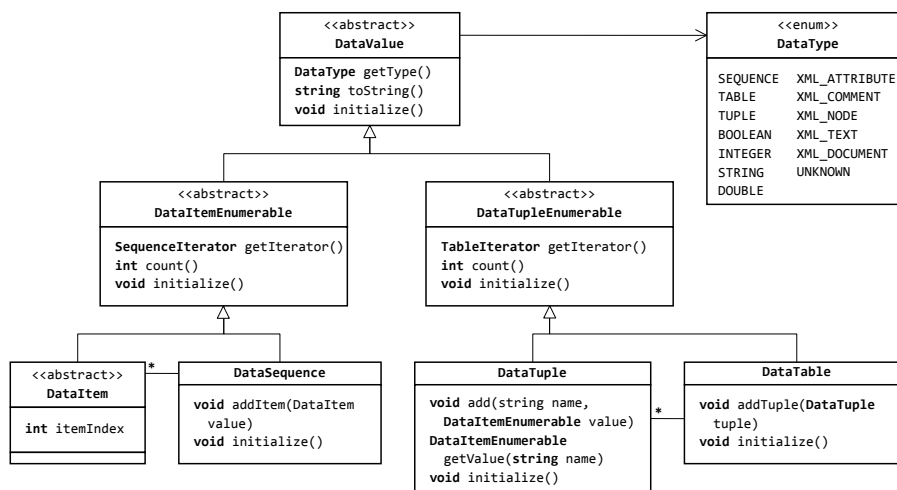 <<abstract>>
DataValue
DataType getType()
string toString()
void initialize()
<<enum>>
DataType
SEQUENCE XML_ATTRIBUTE
TABLE XML_COMMENT
TUPLE XML_NODE
BOOLEAN XML_TEXT
INTEGER XML_DOCUMENT
STRING UNKNOWN
DOUBLE
<<abstract>>
DataItemEnumerable
SequenceIterator getIterator()
int count()
void initialize()
<<abstract>>
DataTupleEnumerable
TableIterator getIterator()
int count()
void initialize()
<<abstract>>
DataItem
int itemIndex
*
DataSequence
void addItem(DataItem
value)
void initialize()
DataTuple
void add(string name,
DataItemEnumerable value)
DataItemEnumerable
getValue(string name)
void initialize()
*
DataTable
void addTuple(DataTuple
tuple)
void initialize()